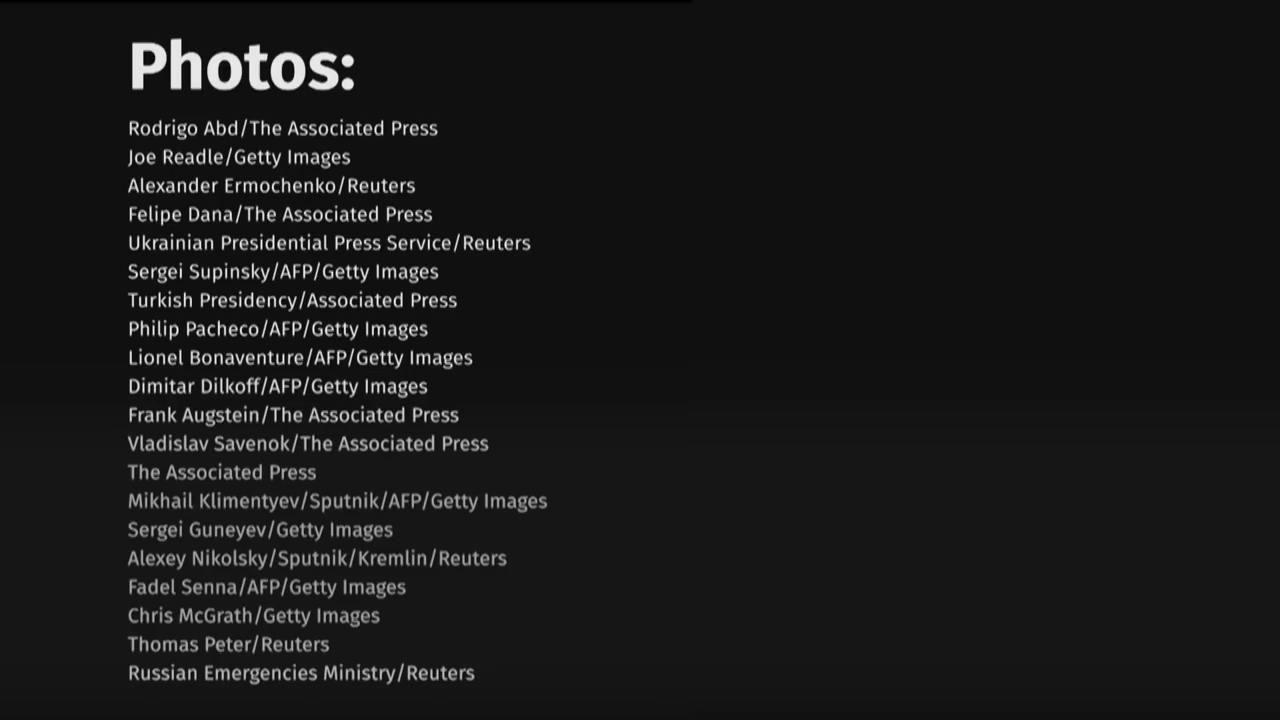 Photos:
Rodrigo Abd/The Associated Press
Joe Readle/Getty Images
Alexander Ermochenko/Reuters
Felipe Dana/The Associated Press
Ukrainian Presidential Press Service/Reuters
Sergei Supinsky/AFP/Getty Images
Turkish Presidency/Associated Press
Philip Pacheco/AFP/Getty Images
Lionel Bonaventure/AFP/Getty Images
Dimitar Dilkoff/AFP/Getty Images
Frank Augstein/The Associated Press
Vladislav Savenok/The Associated Press
The Associated Press
Mikhail Klimentyev/Sputnik/AFP/Getty Images
Sergei Guneyev/Getty Images
Alexey Nikolsky/Sputnik/Kremlin/Reuters
Fadel Senna/AFP/Getty Images
Chris McGrath/Getty Images
Thomas Peter/Reuters
Russian Emergencies Ministry/Reuters